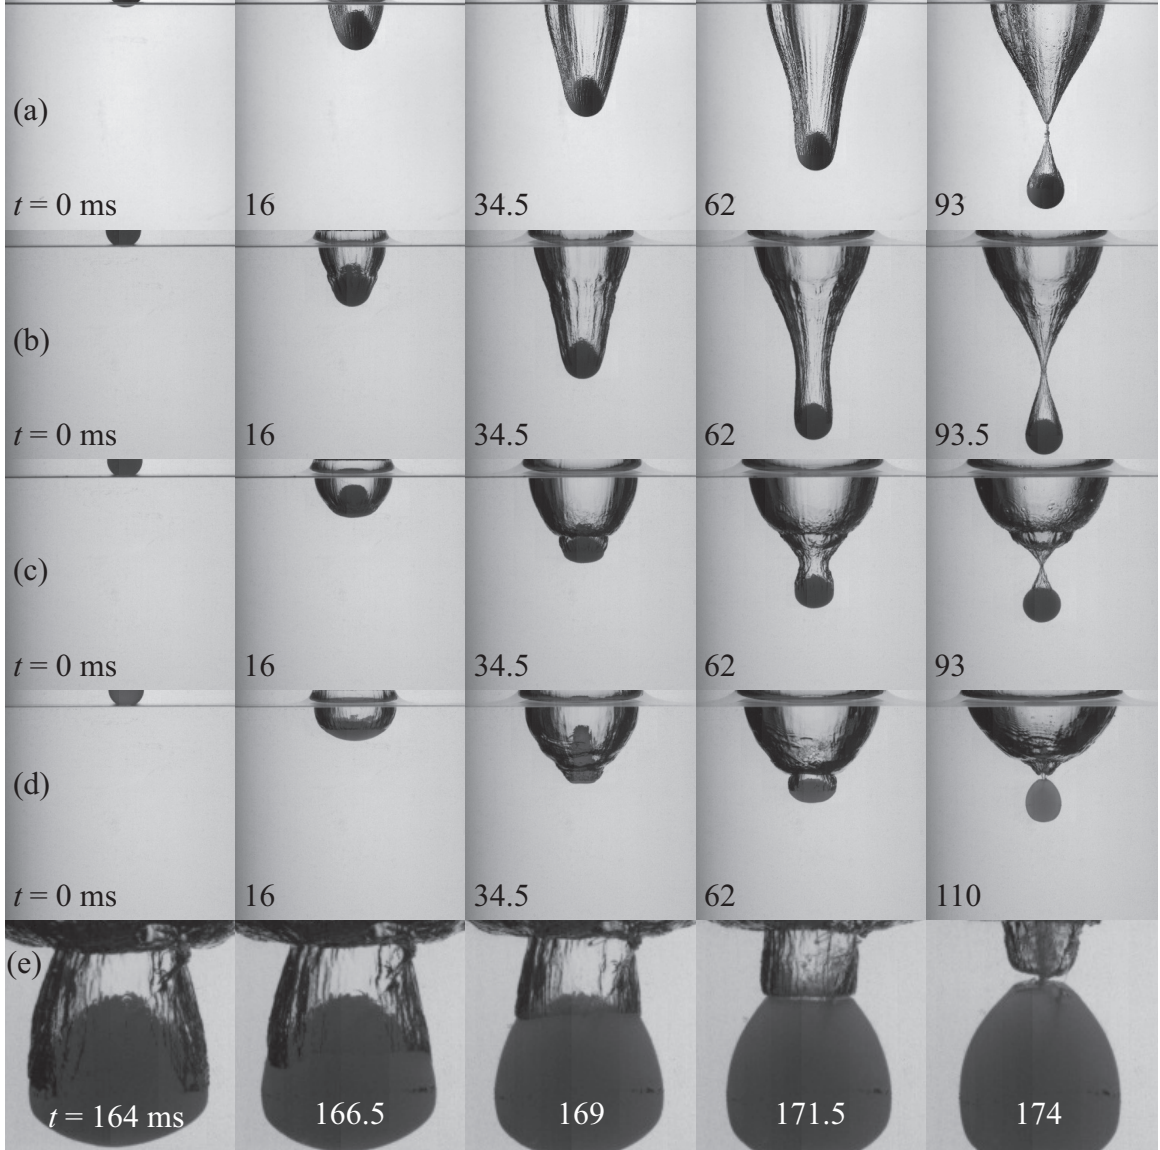 (a)
t = 0 ms 16 34.5 62 93
(b)
t = 0 ms 16 34.5 62 93.5
(c)
t = 0 ms 16 34.5 62 93
(d)
t = 0 ms 16 34.5 62 110
(e)
t = 164 ms 166.5 169 171.5 174